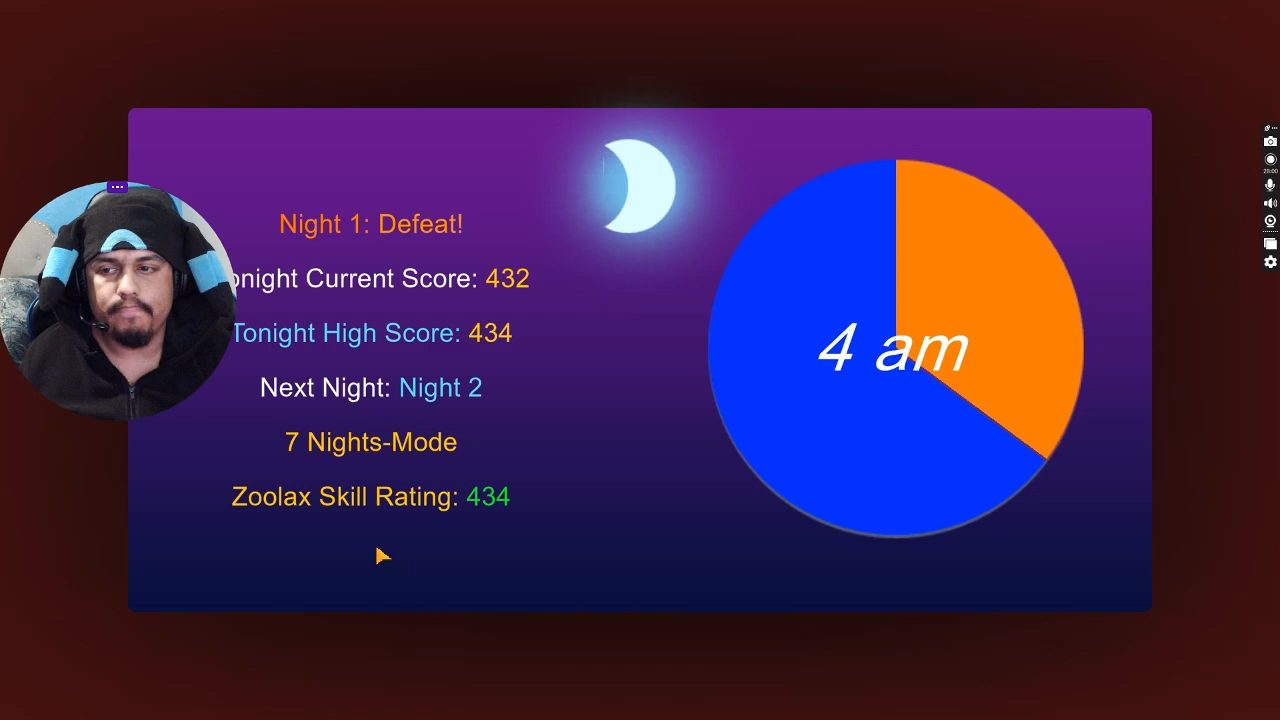 Night 1: Defeat!
onight Current Score: 432
Tonight High Score: 434
Next Night: Night 2
7 Nights-Mode
Zoolax Skill Rating: 434
4 am